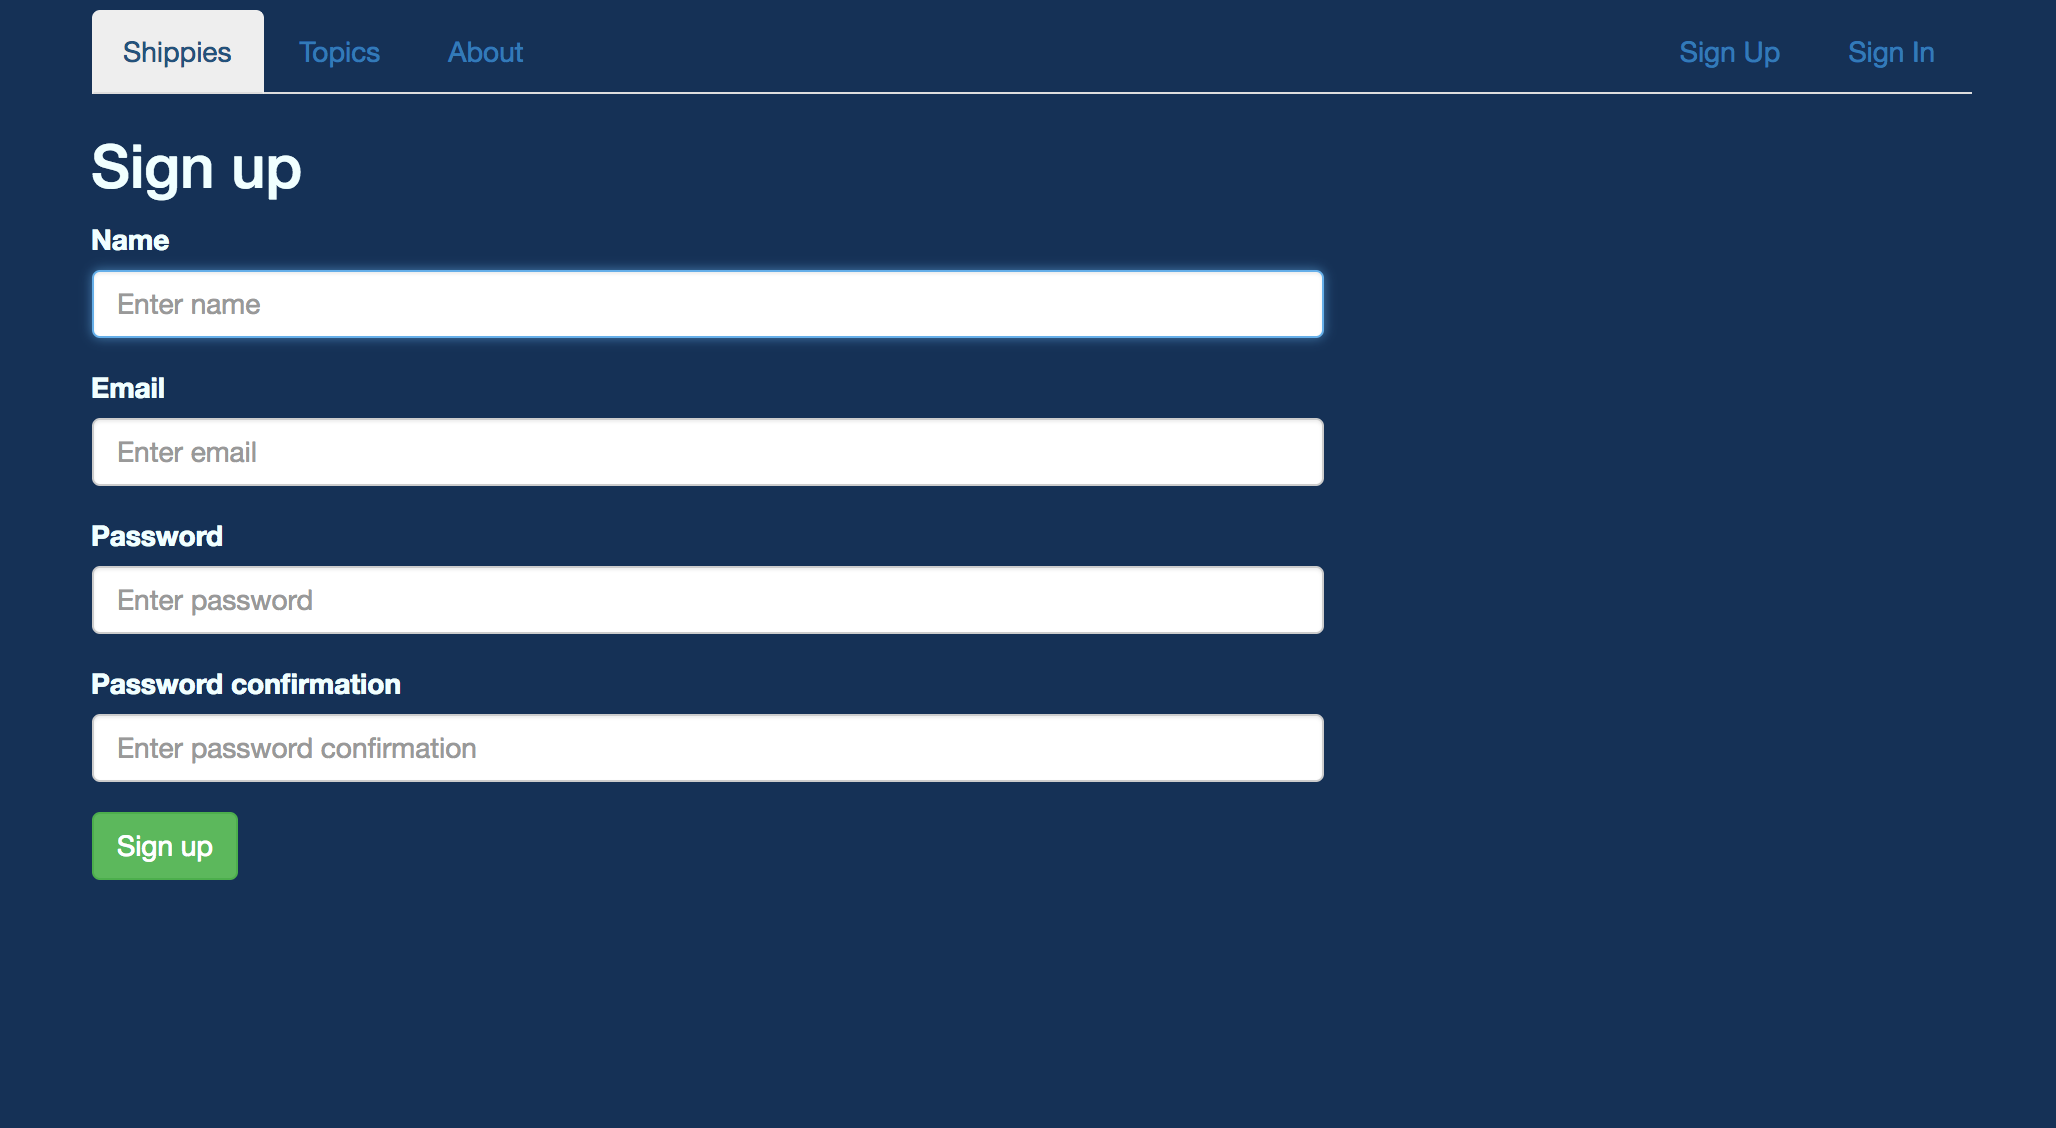 Shippies Topics About Sign Up Sign In
Sign up
Name
Enter name
Email
Enter email
Password
Enter password
Password confirmation
Enter password confirmation
Sign up